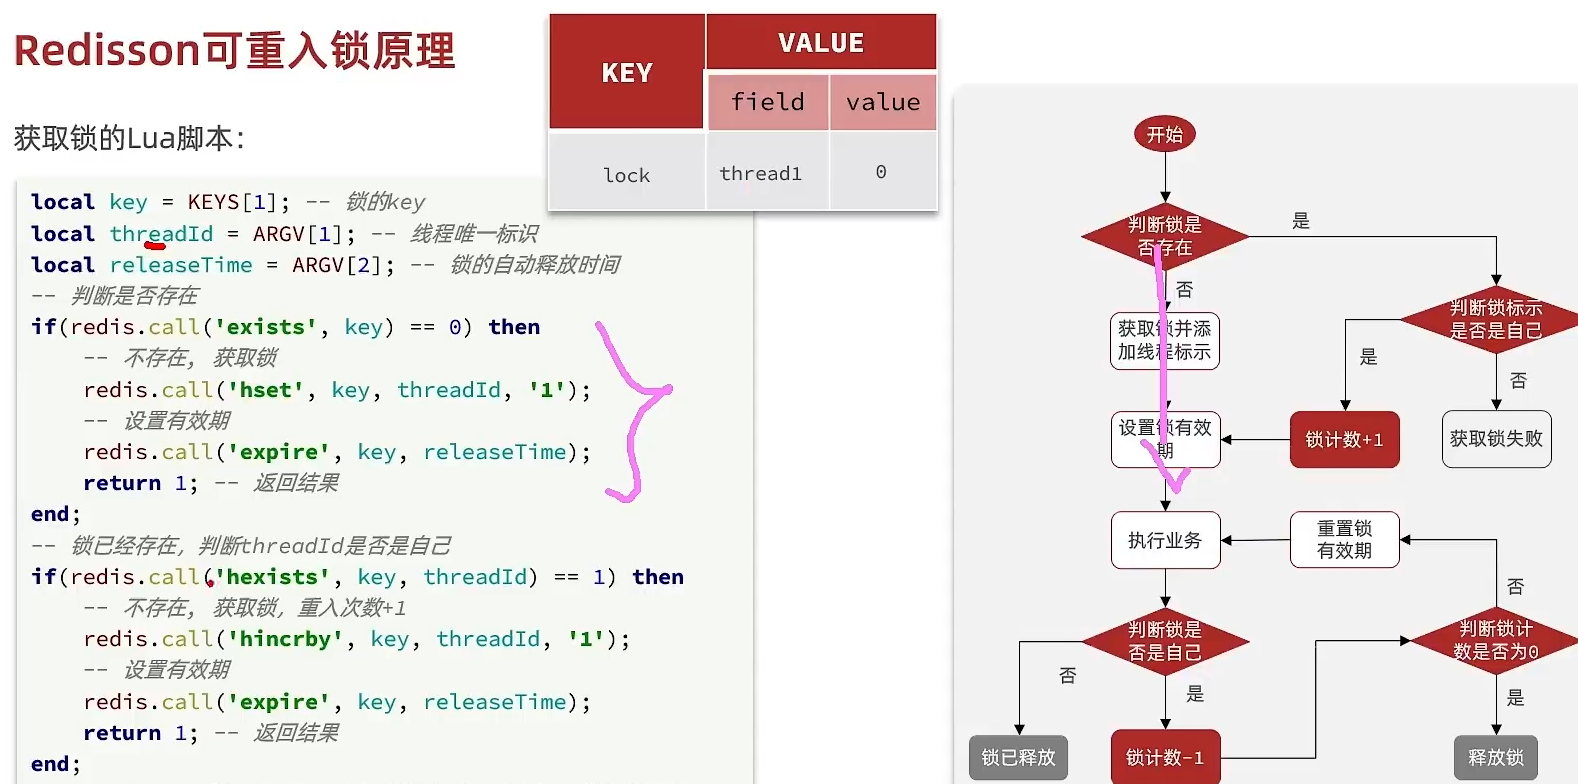 Redisson可重入锁原理
获取锁的Lua脚本：
KEY
VALUE
field
value
lock
thread1
0
local key = KEYS[1]; -- 锁的key
local threadId = ARGV[1]; -- 线程唯一标识
local releaseTime = ARGV[2]; -- 锁的自动释放时间
-- 判断是否存在
if(redis.call('exists', key) == 0) then
-- 不存在, 获取锁
redis.call('hset', key, threadId, '1');
-- 设置有效期
redis.call('expire', key, releaseTime);
return 1; -- 返回结果
end;
-- 锁已经存在，判断threadId是否是自己
if(redis.call('hexists', key, threadId) == 1) then
-- 不存在, 获取锁，重入次数+1
redis.call('hincrby', key, threadId, '1');
-- 设置有效期
redis.call('expire', key, releaseTime);
return 1; -- 返回结果
end;
开始
判断锁是
否存在
是
否
判断锁标示
是否是自己
获取锁并添
加线程标示
是
否
设置锁有效
期
锁计数+1
获取锁失败
执行业务
重置锁
有效期
否
判断锁是
否是自己
判断锁计
数是否为0
否
是
是
锁已释放
锁计数-1
释放锁